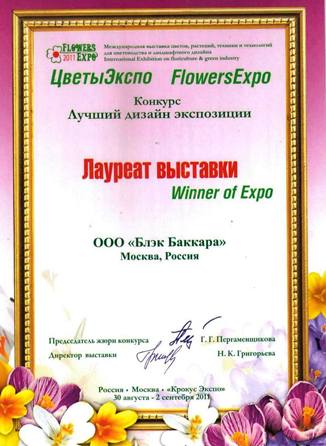 FLOWERS
2011 EXPO
Международная выставка цветов, растений, техники и технологий
для цветоводства и ландшафтного дизайна
International Exhibition on floriculture & green industry
ЦветыЭкспо FlowersExpo
Конкурс
Лучший дизайн экспозиции
Лауреат выставки
Winner of Expo
ООО «Блэк Баккара»
Москва, Россия
Председатель жюри конкурса Г. Г. Пергаменщикова
Директор выставки Н. К. Григорьева
Россия • Москва • «Крокус Экспо»
30 августа - 2 сентября 2011